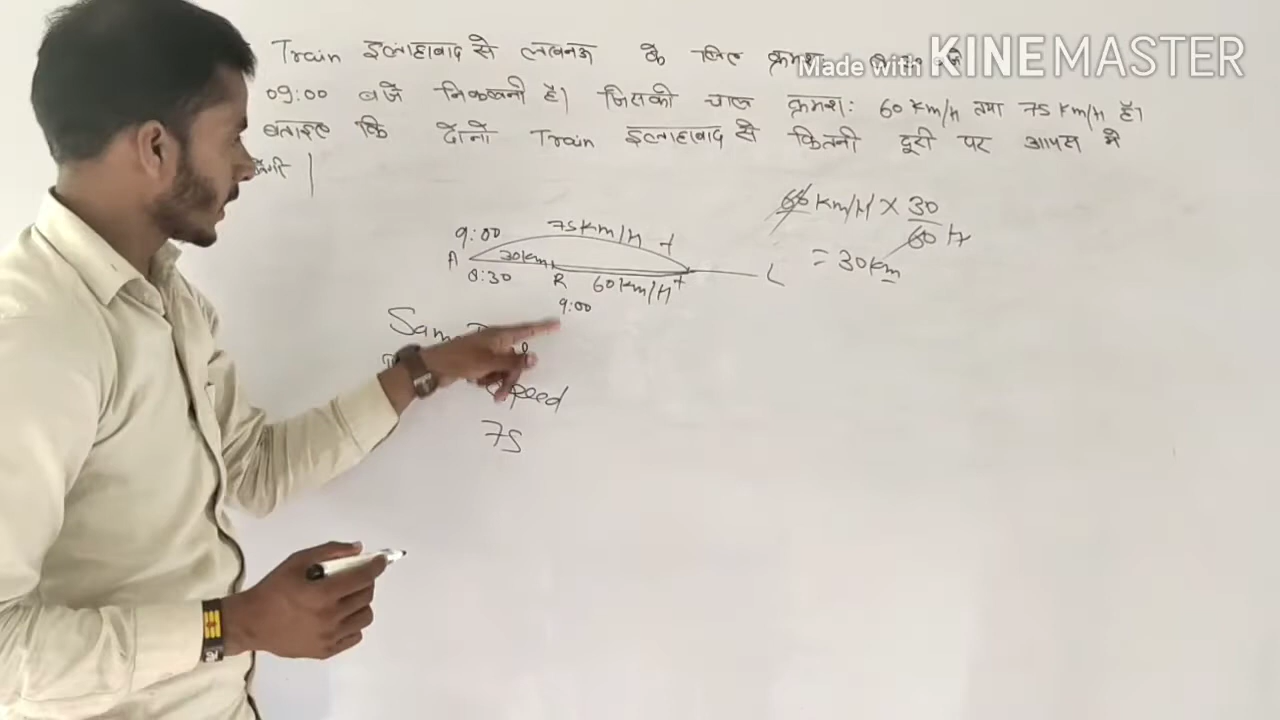 Train इलाहाबाद से लखनऊ के लिए क्रमशः
Made with KINEMASTER
09:00 बजे निकलती है। जिसकी चाल क्रमशः 60 km/h तथा 75 km/h है।
बताइए कि दोनो Train इलाहाबाद से कितनी दूरी पर आपस मे
60 km/H × 30
60 H
= 30km
9:00 75km/H t
A 30km R 60km/H t L
8:30
9:00
Same
Speed
75